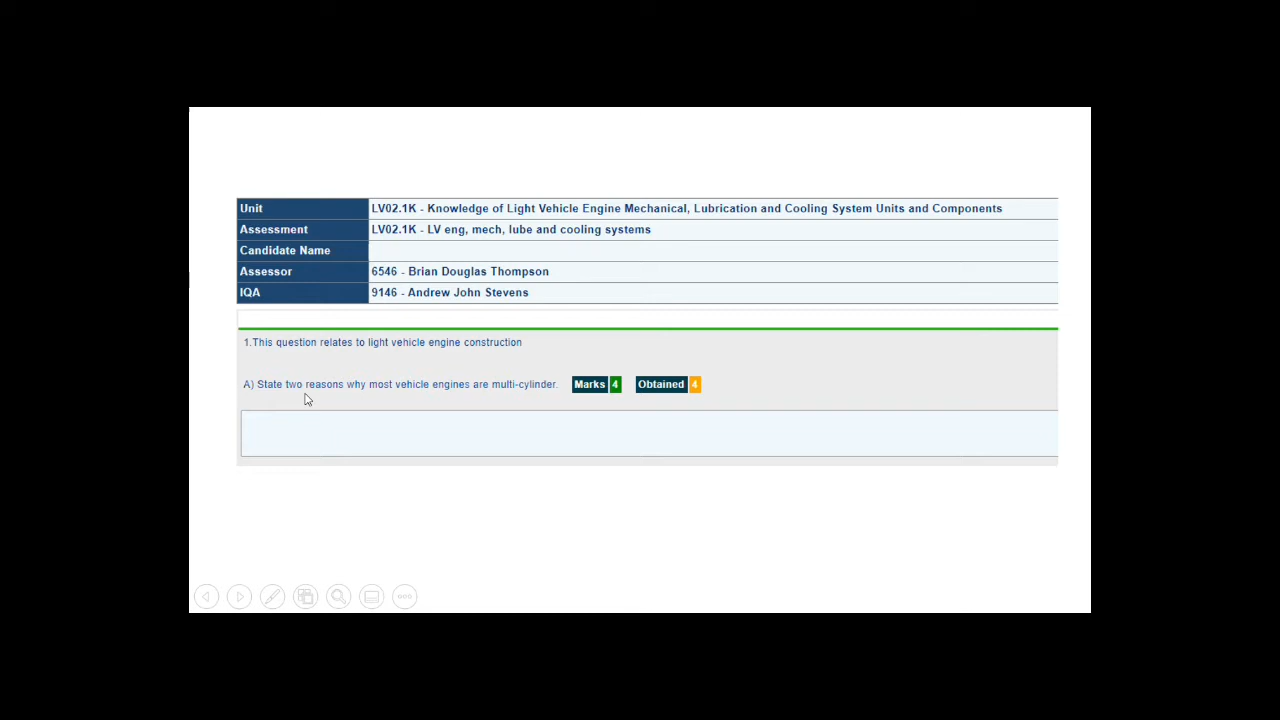 Unit LV02.1K - Knowledge of Light Vehicle Engine Mechanical, Lubrication and Cooling System Units and Components
Assessment LV02.1K - LV eng, mech, lube and cooling systems
Candidate Name
Assessor 6546 - Brian Douglas Thompson
IQA 9146 - Andrew John Stevens
1.This question relates to light vehicle engine construction
A) State two reasons why most vehicle engines are multi-cylinder. Marks 4 Obtained 4